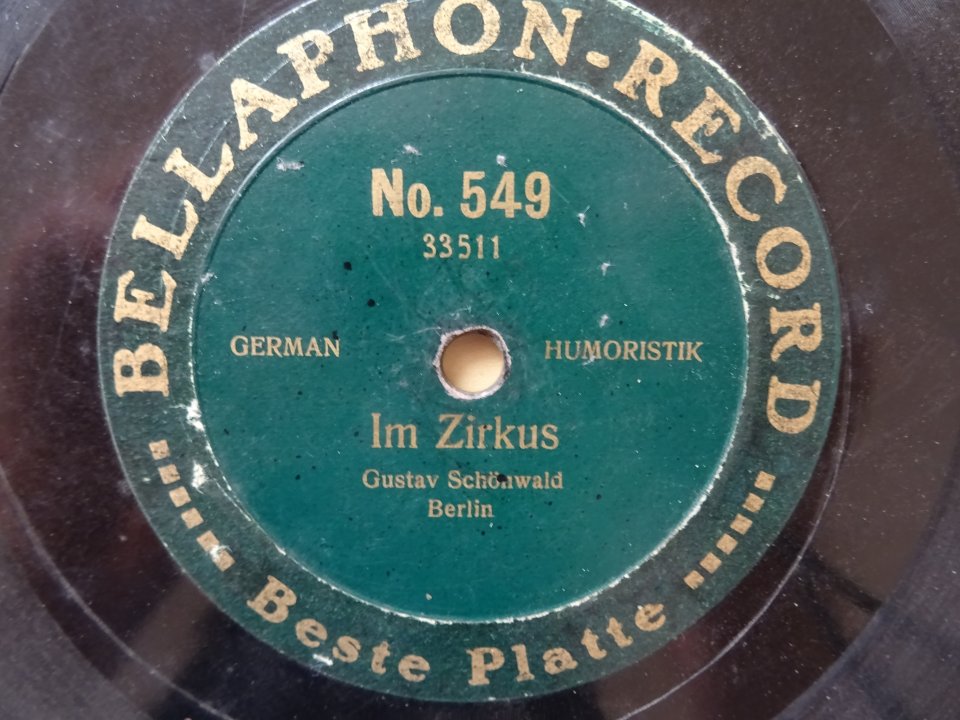 BELLAPHON-RECORD
No. 549
33511
GERMAN HUMORISTIK
Im Zirkus
Gustav Schönwald
Berlin
Beste Platte